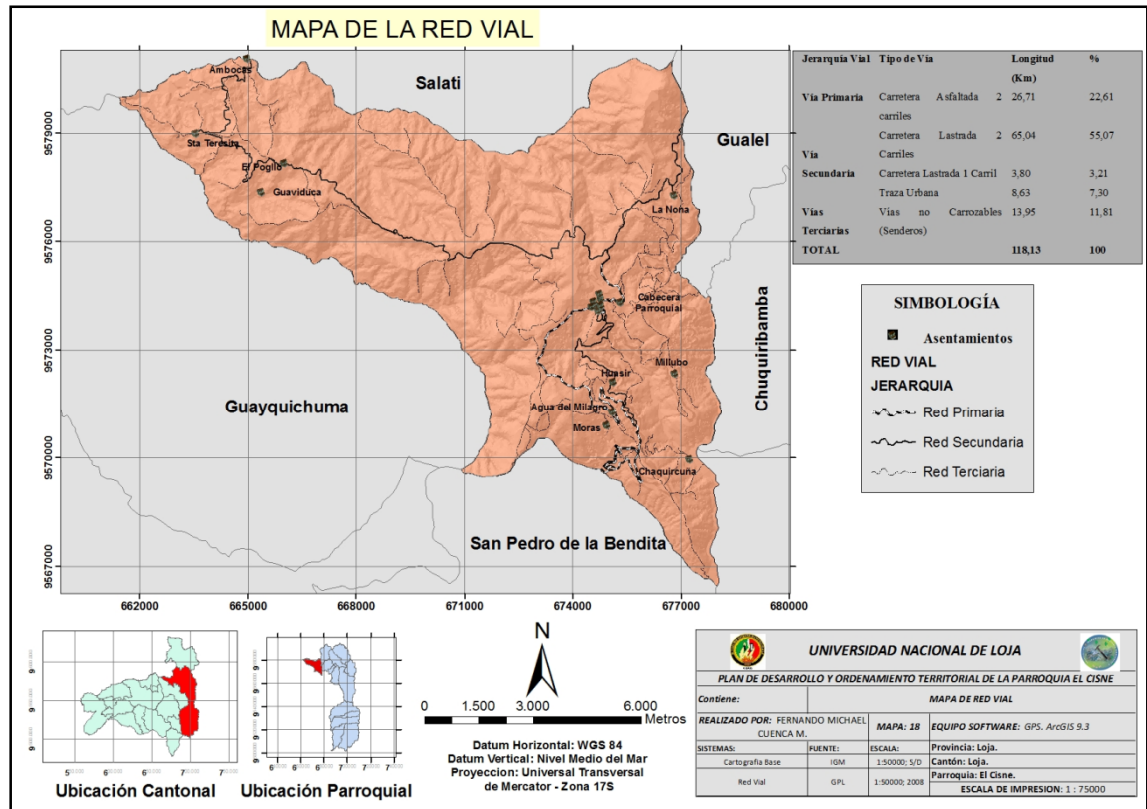 MAPA DE LA RED VIAL
Ambocas
Salati
Gualel
Sta Teresita
El Poglio
Guaviduca
La Nona
Cabecera
Parroquial
Chuquiribamba
Huasir
Millubo
Guayquichuma
Agua del Milagro
Moras
Chaquircuña
San Pedro de la Bendita
9579000
9576000
9573000
9570000
9567000
662000 665000 668000 671000 674000 677000 680000
Jerarquia Vial Tipo de Vía Longitud %
(Km)
Vía Primaria Carretera Asfaltada 2 26,71 22,61
carriles
Carretera Lastrada 2 65,04 55,07
Vía Carriles
Secundaria Carretera Lastrada 1 Carril 3,80 3,21
Traza Urbana 8,63 7,30
Vías Vías no Carrozables 13,95 11,81
Terciarias (Senderos)
TOTAL 118,13 100
SIMBOLOGÍA
Asentamientos
RED VIAL
JERARQUIA
Red Primaria
Red Secundaria
Red Terciaria
Ubicación Cantonal
Ubicación Parroquial
N
0 1.500 3.000 6.000
Metros
Datum Horizontal: WGS 84
Datum Vertical: Nivel Medio del Mar
Proyeccion: Universal Transversal
de Mercator - Zona 17S
UNIVERSIDAD NACIONAL DE LOJA
PLAN DE DESARROLLO Y ORDENAMIENTO TERRITORIAL DE LA PARROQUIA EL CISNE
Contiene: MAPA DE RED VIAL
REALIZADO POR: FERNANDO MICHAEL
CUENCA M.
MAPA: 18 EQUIPO SOFTWARE: GPS. ArcGIS 9.3
SISTEMAS: FUENTE: ESCALA: Provincia: Loja.
Cartografía Base IGM 1:50000; S/D Cantón: Loja.
Red Vial GPL 1:50000; 2008 Parroquia: El Cisne.
ESCALA DE IMPRESION: 1 : 75000